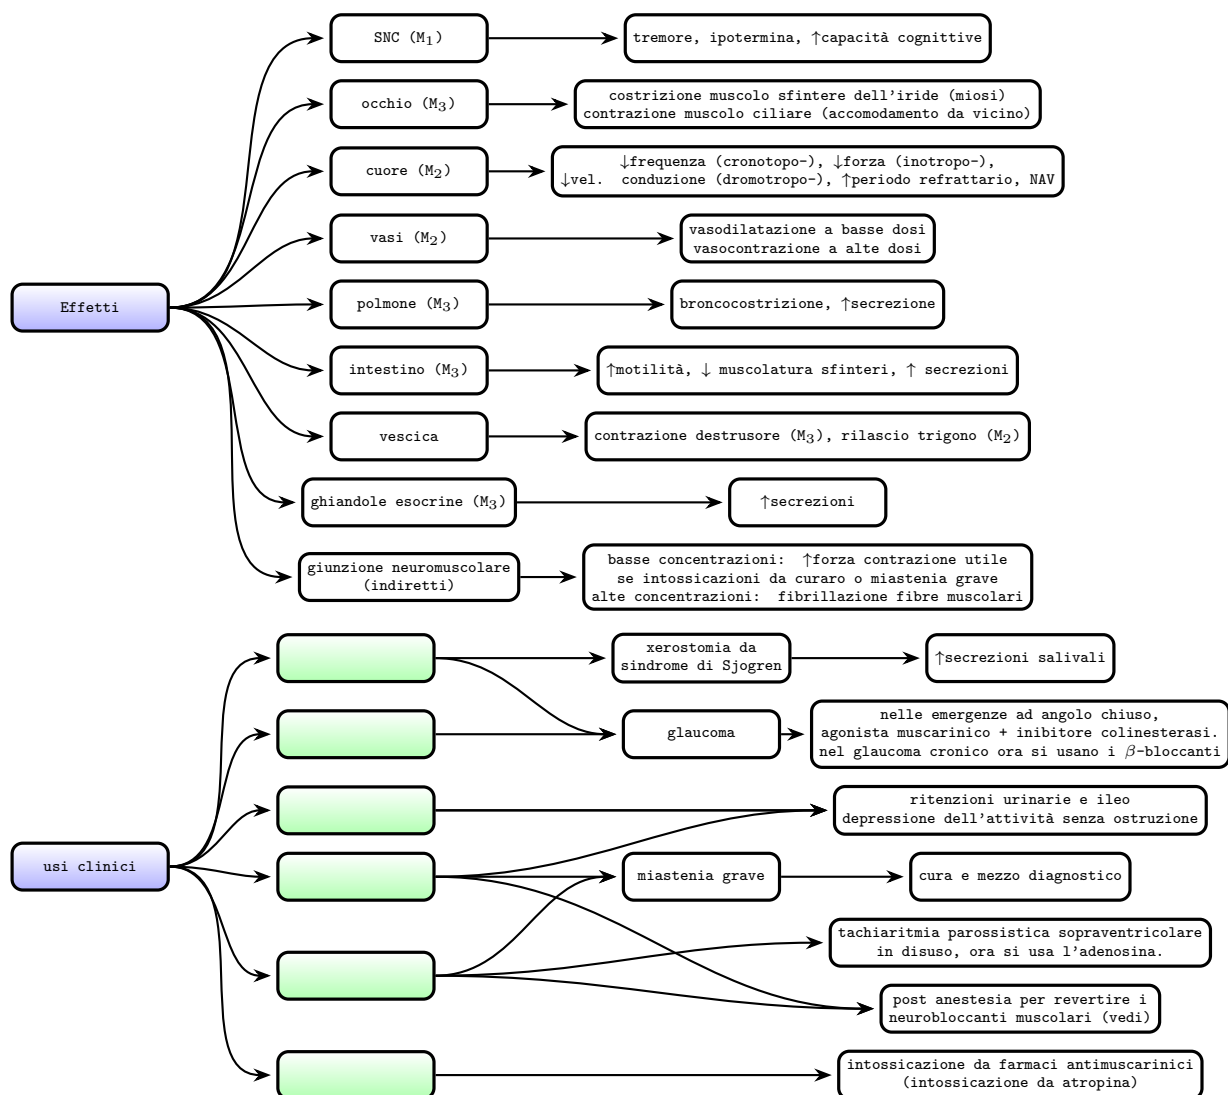 Effetti
SNC (M1)
tremore, ipotermina, ↑capacità cognittive
occhio (M3)
costrizione muscolo sfintere dell'iride (miosi)
contrazione muscolo ciliare (accomodamento da vicino)
cuore (M2)
↓frequenza (cronotopo-), ↓forza (inotropo-),
↓vel. conduzione (dromotropo-), ↑periodo refrattario, NAV
vasi (M2)
vasodilatazione a basse dosi
vasocontrazione a alte dosi
polmone (M3)
broncocostrizione, ↑secrezione
intestino (M3)
↑motilità, ↓ muscolatura sfinteri, ↑ secrezioni
vescica
contrazione destrusore (M3), rilascio trigono (M2)
ghiandole esocrine (M3)
↑secrezioni
giunzione neuromuscolare
(indiretti)
basse concentrazioni: ↑forza contrazione utile
se intossicazioni da curaro o miastenia grave
alte concentrazioni: fibrillazione fibre muscolari
usi clinici
xerostomia da
sindrome di Sjogren
↑secrezioni salivali
glaucoma
nelle emergenze ad angolo chiuso,
agonista muscarinico + inibitore colinesterasi.
nel glaucoma cronico ora si usano i β-bloccanti
ritenzioni urinarie e ileo
depressione dell'attività senza ostruzione
miastenia grave
cura e mezzo diagnostico
tachiaritmia parossistica sopraventricolare
in disuso, ora si usa l'adenosina.
post anestesia per revertire i
neurobloccanti muscolari (vedi)
intossicazione da farmaci antimuscarinici
(intossicazione da atropina)